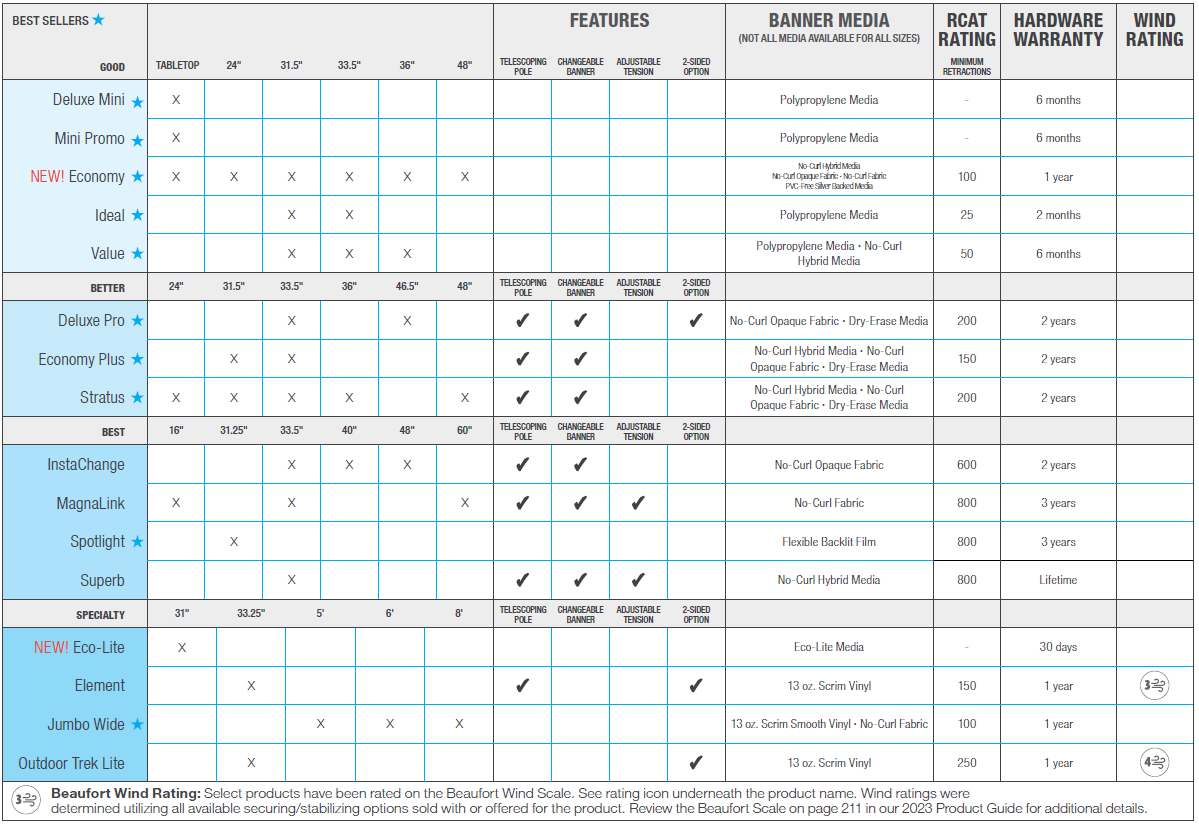 BEST SELLERS ★ FEATURES BANNER MEDIA RCAT RATING HARDWARE WARRANTY WIND RATING
(NOT ALL MEDIA AVAILABLE FOR ALL SIZES)
GOOD TABLETOP 24" 31.5" 33.5" 36" 48" TELESCOPING POLE CHANGEABLE BANNER ADJUSTABLE TENSION 2-SIDED OPTION MINIMUM RETRACTIONS
Deluxe Mini ★ X Polypropylene Media - 6 months
Mini Promo ★ X Polypropylene Media - 6 months
NEW! Economy ★ X X X X X X No-Curl Hybrid Media No-Curl Opaque Fabric • No-Curl Fabric PVC-Free Silver Backed Media 100 1 year
Ideal ★ X X Polypropylene Media 25 2 months
Value ★ X X X Polypropylene Media • No-Curl Hybrid Media 50 6 months
BETTER 24" 31.5" 33.5" 36" 46.5" 48" TELESCOPING POLE CHANGEABLE BANNER ADJUSTABLE TENSION 2-SIDED OPTION
Deluxe Pro ★ X X ✔ ✔ ✔ No-Curl Opaque Fabric • Dry-Erase Media 200 2 years
Economy Plus ★ X X ✔ ✔ No-Curl Hybrid Media • No-Curl Opaque Fabric • Dry-Erase Media 150 2 years
Stratus ★ X X X X X ✔ ✔ No-Curl Hybrid Media • No-Curl Opaque Fabric • Dry-Erase Media 200 2 years
BEST 16" 31.25" 33.5" 40" 48" 60" TELESCOPING POLE CHANGEABLE BANNER ADJUSTABLE TENSION 2-SIDED OPTION
InstaChange X X X ✔ ✔ No-Curl Opaque Fabric 600 2 years
MagnaLink X X X ✔ ✔ ✔ No-Curl Fabric 800 3 years
Spotlight ★ X Flexible Backlit Film 800 3 years
Superb X ✔ ✔ ✔ No-Curl Hybrid Media 800 Lifetime
SPECIALTY 31" 33.25" 5' 6' 8' TELESCOPING POLE CHANGEABLE BANNER ADJUSTABLE TENSION 2-SIDED OPTION
NEW! Eco-Lite X Eco-Lite Media - 30 days
Element X ✔ ✔ 13 oz. Scrim Vinyl 150 1 year 3
Jumbo Wide ★ X X X 13 oz. Scrim Smooth Vinyl • No-Curl Fabric 100 1 year
Outdoor Trek Lite X ✔ 13 oz. Scrim Vinyl 250 1 year 4
3 Beaufort Wind Rating: Select products have been rated on the Beaufort Wind Scale. See rating icon underneath the product name. Wind ratings were
determined utilizing all available securing/stabilizing options sold with or offered for the product. Review the Beaufort Scale on page 211 in our 2023 Product Guide for additional details.